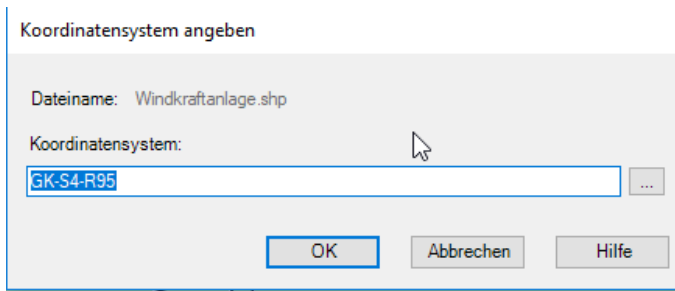 Koordinatensystem angeben
Dateiname: Windkraftanlage.shp
Koordinatensystem:
GK-S4-R95 ...
OK Abbrechen Hilfe